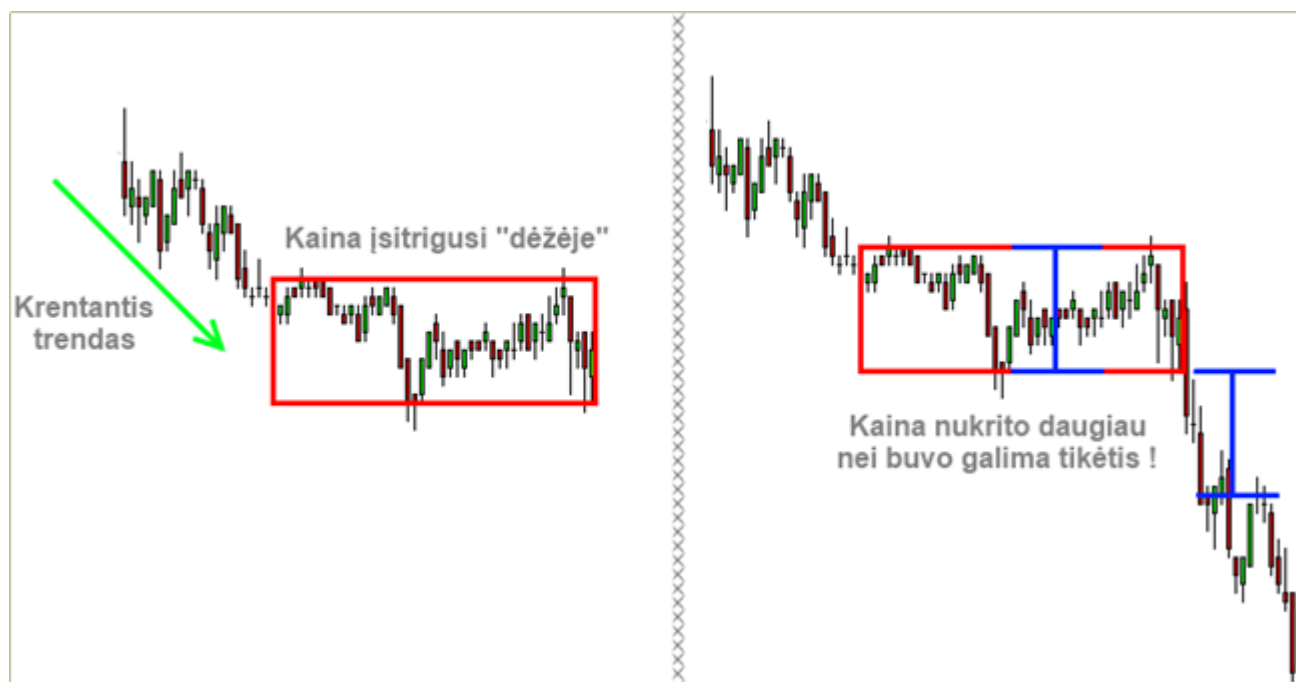 Kaina įsitrigusi "dėžėje"
Krentantis
trendas
Kaina nukrito daugiau
nei buvo galima tikėtis !